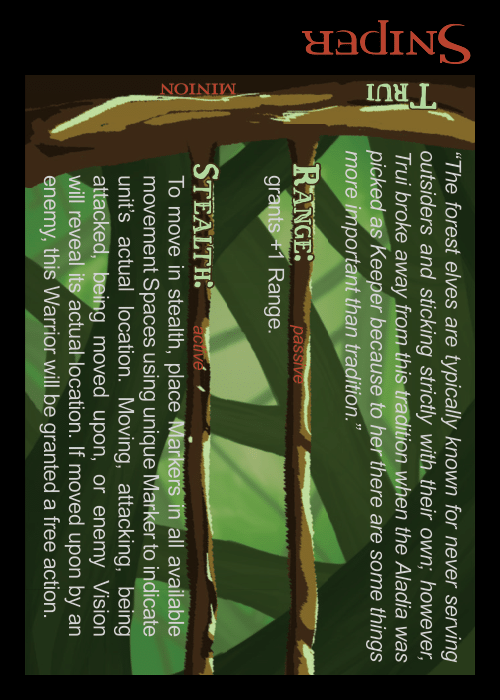 SNIPER
TRUI
MINION
“The forest elves are typically known for never serving
outsiders and sticking strictly with their own; however,
Trui broke away from this tradition when the Aladia was
picked as Keeper because to her there are some things
more important than tradition.”
RANGE: passive
grants +1 Range.
STEALTH: active
To move in stealth, place Markers in all available
movement Spaces using unique Marker to indicate
unit's actual location. Moving, attacking, being
attacked, being moved upon, or enemy Vision
will reveal its actual location. If moved upon by an
enemy, this Warrior will be granted a free action.